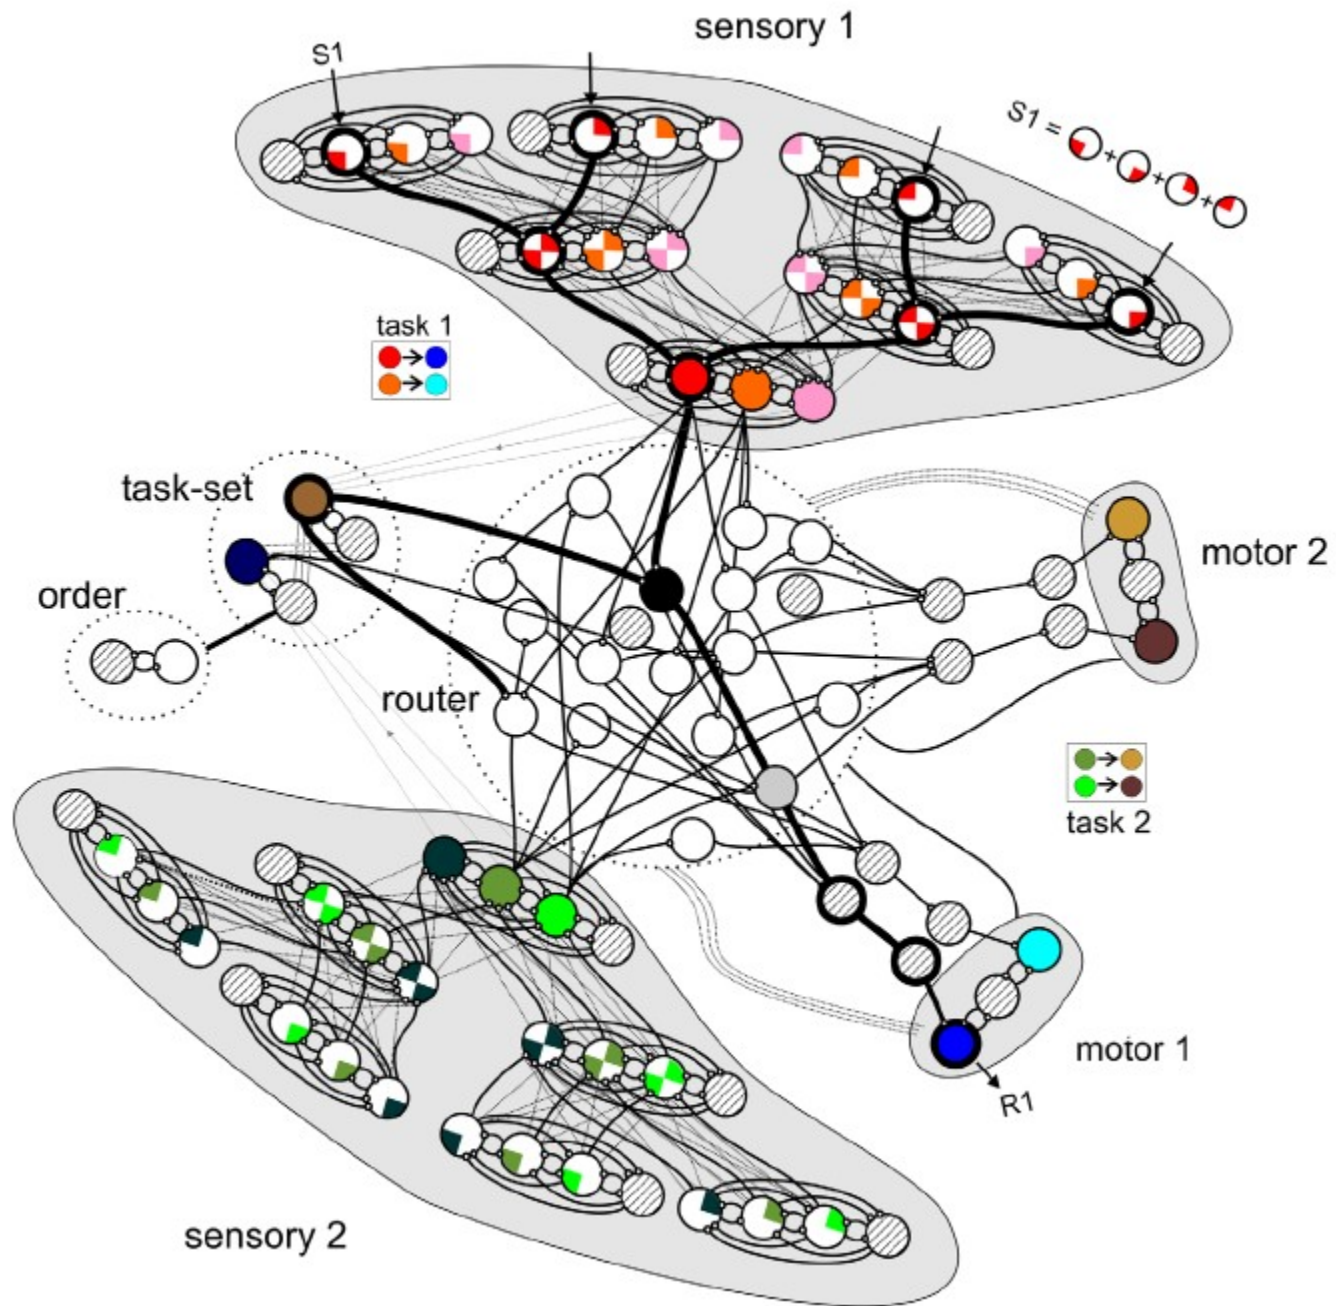 sensory 1
S1
S1 = + + +
task 1
task-set
order
router
motor 2
task 2
motor 1
R1
sensory 2